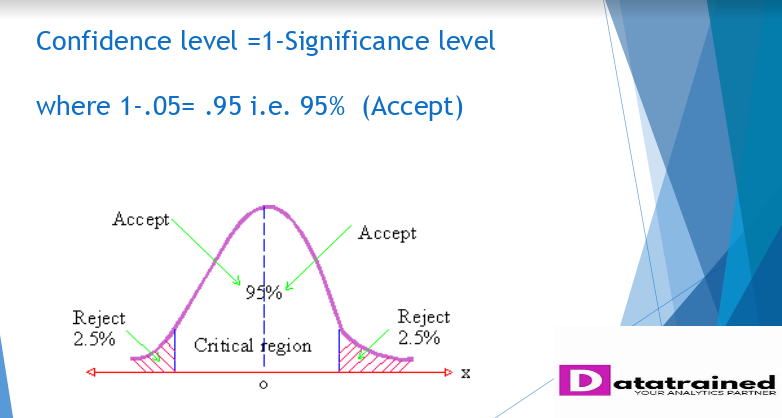 Confidence level =1-Significance level
where 1-.05= .95 i.e. 95% (Accept)
Accept
Accept
95%
Reject
2.5%
Critical region
Reject
2.5%
x
o
Datatrained
YOUR ANALYTICS PARTNER